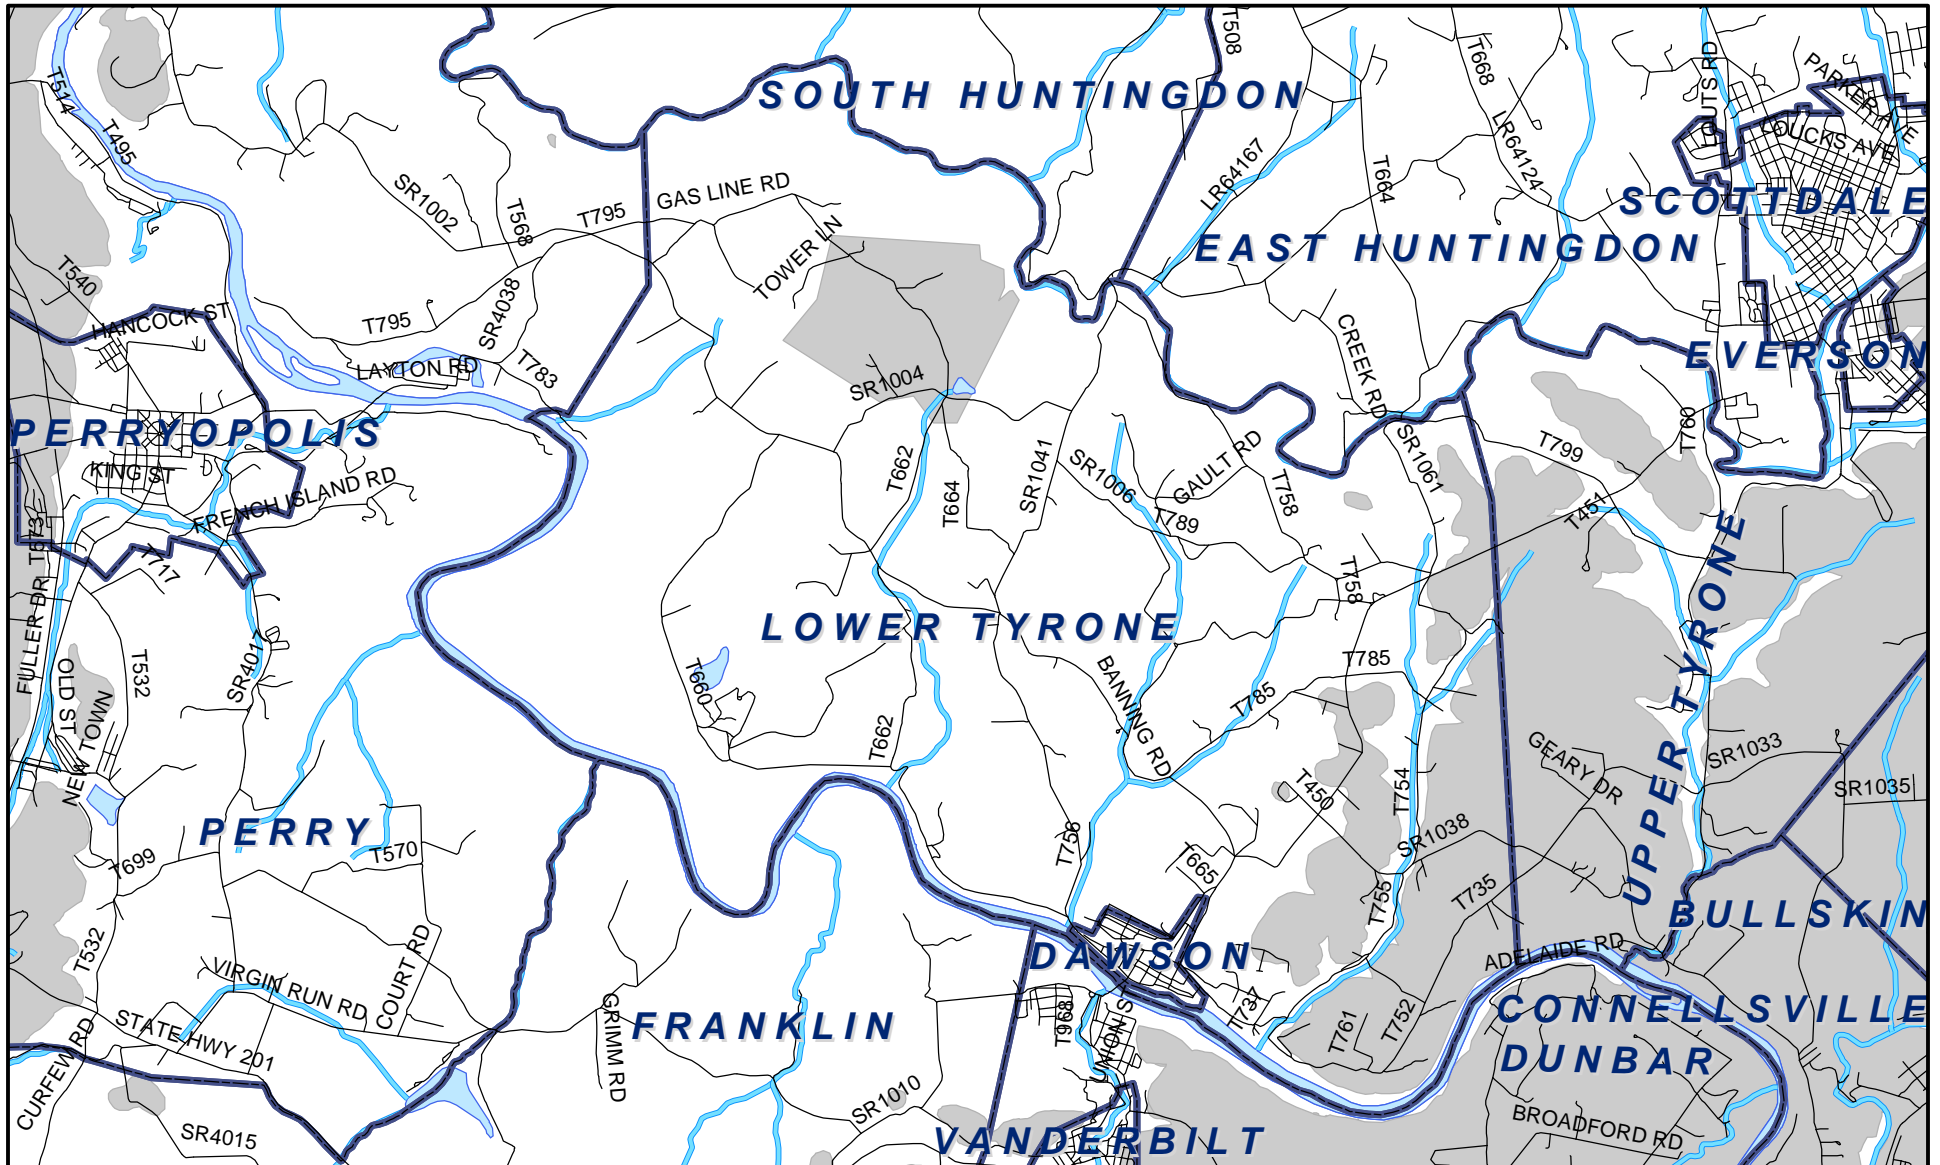 T508
T668
LOUTS RD
PARKER AVE
T514
SOUTH HUNTINGDON
T495
LR64124
LOUCKS AVE
LR64167
T664
SR1002
T568
T795
GAS LINE RD
SCOTTDALE
TOWER LN
EAST HUNTINGDON
T540
HANCOCK ST
T795
SR4038
CREEK RD
EVERSON
LAYTON RD
T783
SR1004
PERRYOPOLIS
T760
T799
SR1061
KING ST
T662
SR1041
SR1006
GAULT RD
T758
FRENCH ISLAND RD
T664
T789
T451
T673
T717
FULLER DR
T758
LOWER TYRONE
UPPER TYRONE
SR4017
OLD ST
T532
T660
BANNING RD
T785
T785
NEW TOWN
T662
GEARY DR
SR1033
T450
T754
SR1035
PERRY
T570
T756
SR1038
T699
T665
T755
T735
BULLSKIN
T532
COURT RD
DAWSON
ADELAIDE RD
VIRGIN RUN RD
GRIMM RD
FRANKLIN
T968
UNION ST
T737
T761
T752
CONNELLSVILLE
STATE HWY 201
CURFEW RD
DUNBAR
SR1010
SR4015
BROADFORD RD
VANDERBILT